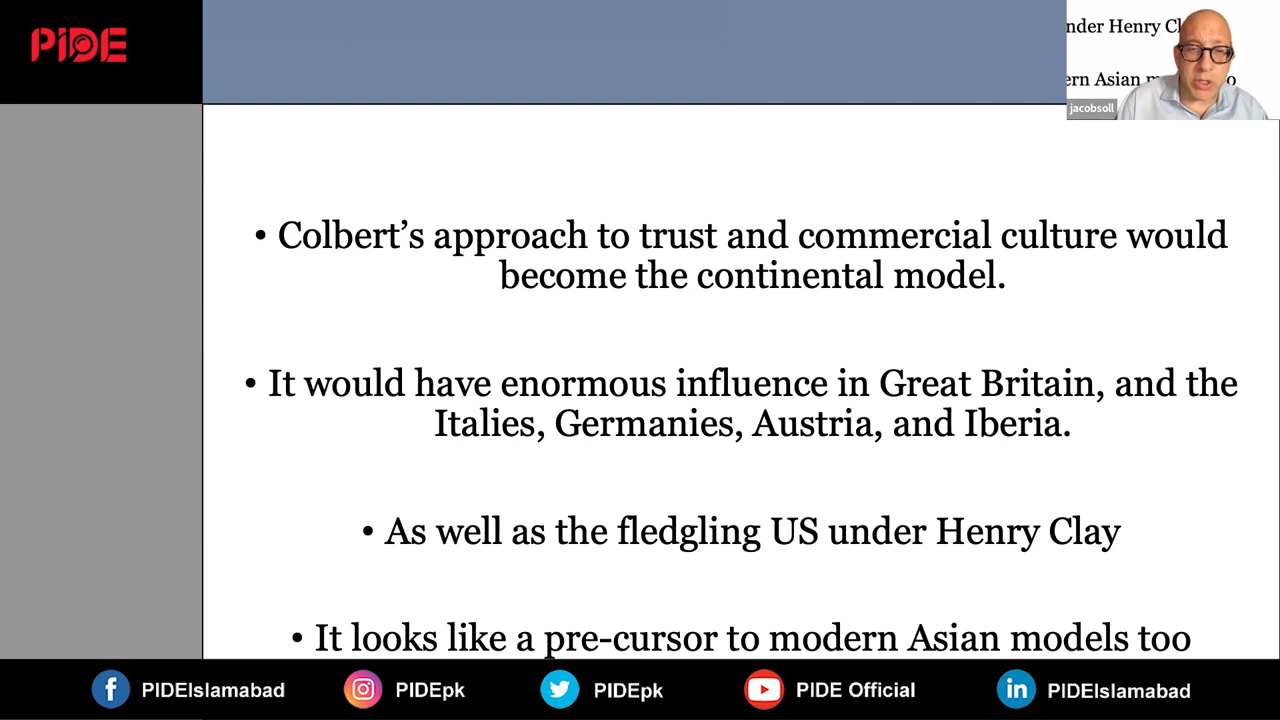 PIDE
nder Henry Cl
ern Asian m
o
jacobsoll
• Colbert’s approach to trust and commercial culture would
become the continental model.
• It would have enormous influence in Great Britain, and the
Italies, Germanies, Austria, and Iberia.
• As well as the fledgling US under Henry Clay
• It looks like a pre-cursor to modern Asian models too
PIDEIslamabad
PIDEpk
PIDEpk
PIDE Official
PIDEIslamabad